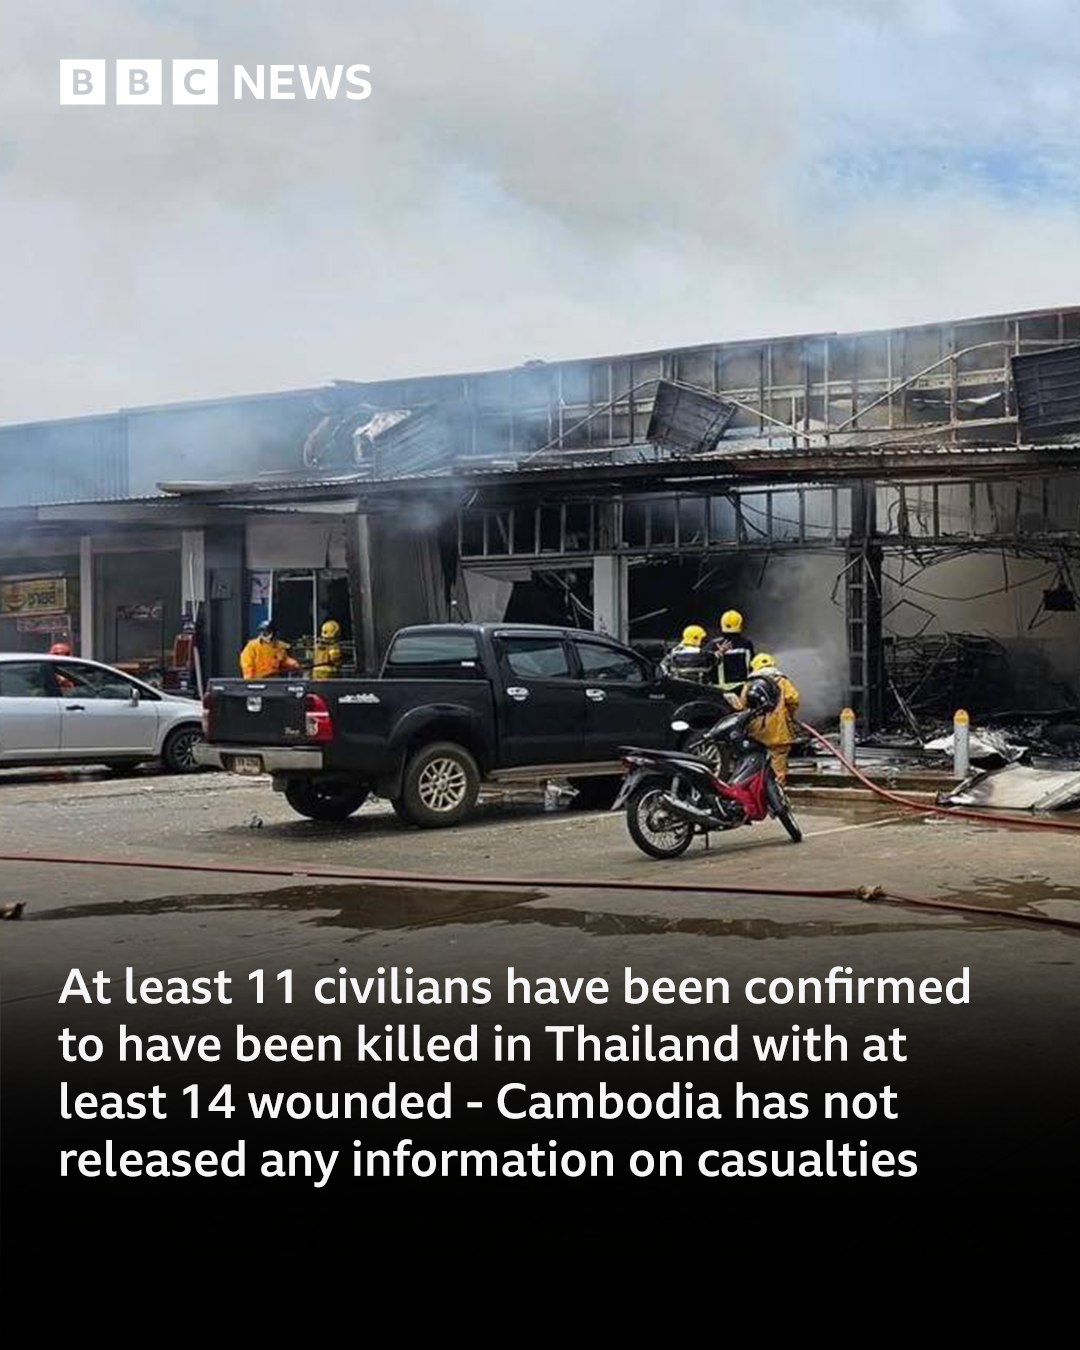 BBC NEWS
At least 11 civilians have been confirmed
to have been killed in Thailand with at
least 14 wounded - Cambodia has not
released any information on casualties